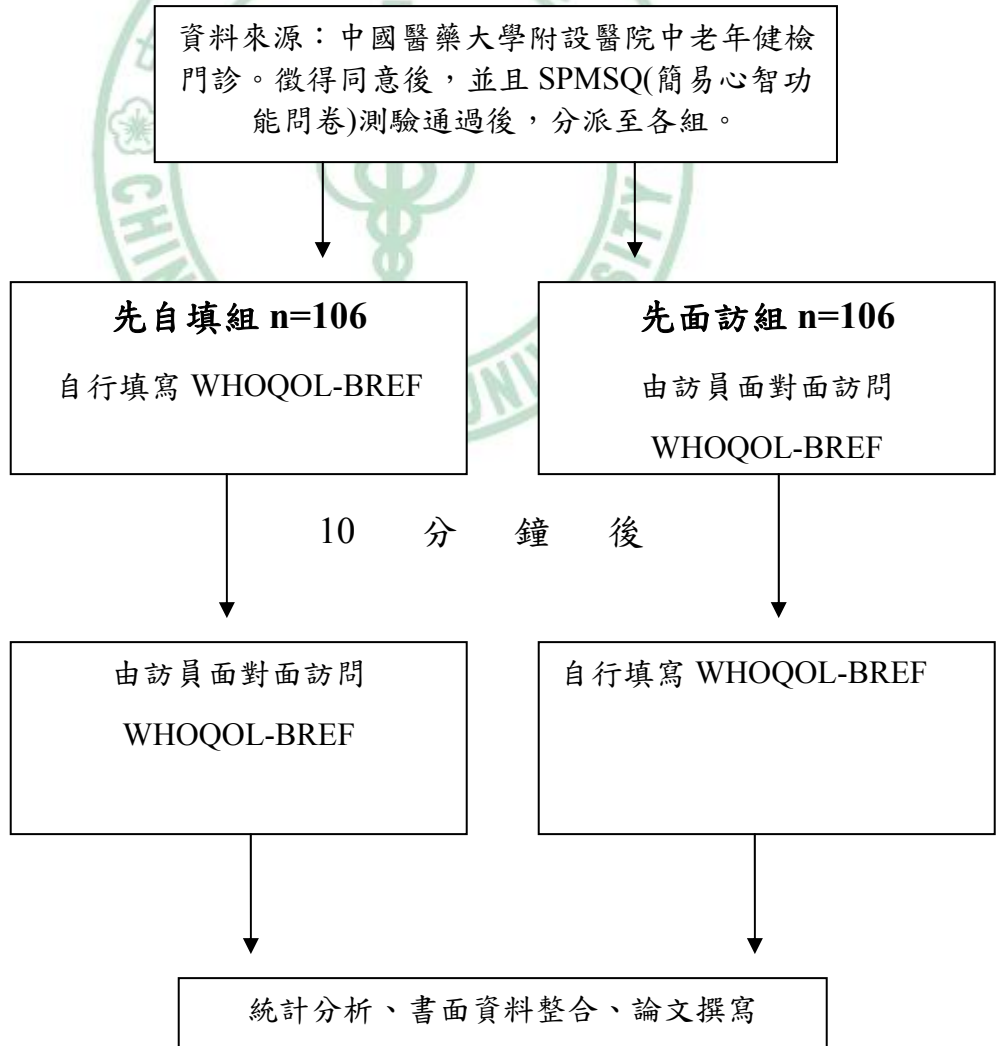 資料來源：中國醫藥大學附設醫院中老年健檢
門診。徵得同意後，並且 SPMSQ(簡易心智功
能問卷)測驗通過後，分派至各組。
先自填組 n=106
自行填寫 WHOQOL-BREF
先面訪組 n=106
由訪員面對面訪問
WHOQOL-BREF
10 分 鐘 後
由訪員面對面訪問
WHOQOL-BREF
自行填寫 WHOQOL-BREF
統計分析、書面資料整合、論文撰寫